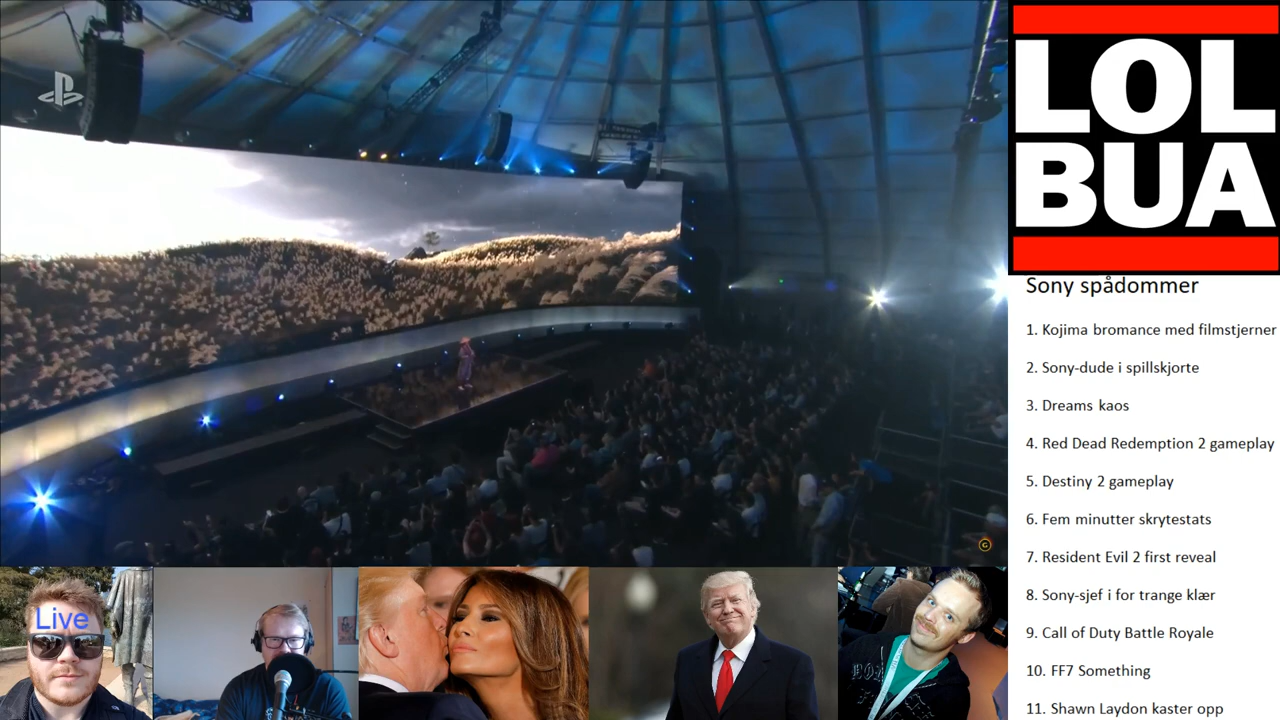 LOL
BUA
Sony spådommer
1. Kojima bromance med filmstjerner
2. Sony-dude i spillskjorte
3. Dreams kaos
4. Red Dead Redemption 2 gameplay
5. Destiny 2 gameplay
6. Fem minutter skrytestats
7. Resident Evil 2 first reveal
8. Sony-sjef i for trange klær
9. Call of Duty Battle Royale
10. FF7 Something
11. Shawn Laydon kaster opp
Live